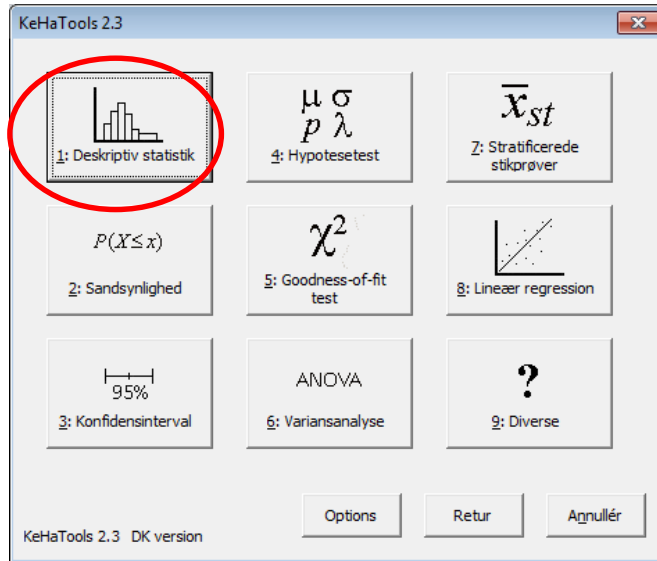 KeHaTools 2.3
1: Deskriptiv statistik
μ σ
p λ
4: Hypotesetest
x̅st
7: Stratificerede
stikprøver
P(X≤x)
2: Sandsynlighed
χ²
5: Goodness-of-fit
test
8: Lineær regression
95%
3: Konfidensinterval
ANOVA
6: Variansanalyse
?
9: Diverse
Options
Retur
Annullér
KeHaTools 2.3 DK version